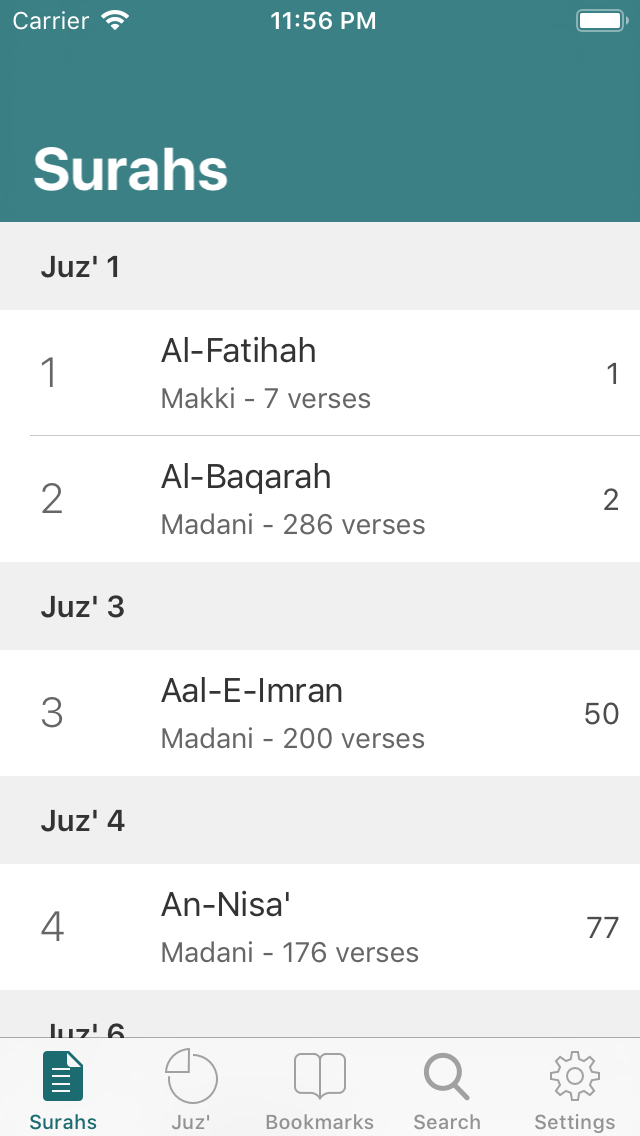 Carrier 11:56 PM
Surahs
Juz' 1
1 Al-Fatihah 1
Makki - 7 verses
2 Al-Baqarah 2
Madani - 286 verses
Juz' 3
3 Aal-E-Imran 50
Madani - 200 verses
Juz' 4
4 An-Nisa' 77
Madani - 176 verses
Juz' 6
Surahs Juz' Bookmarks Search Settings